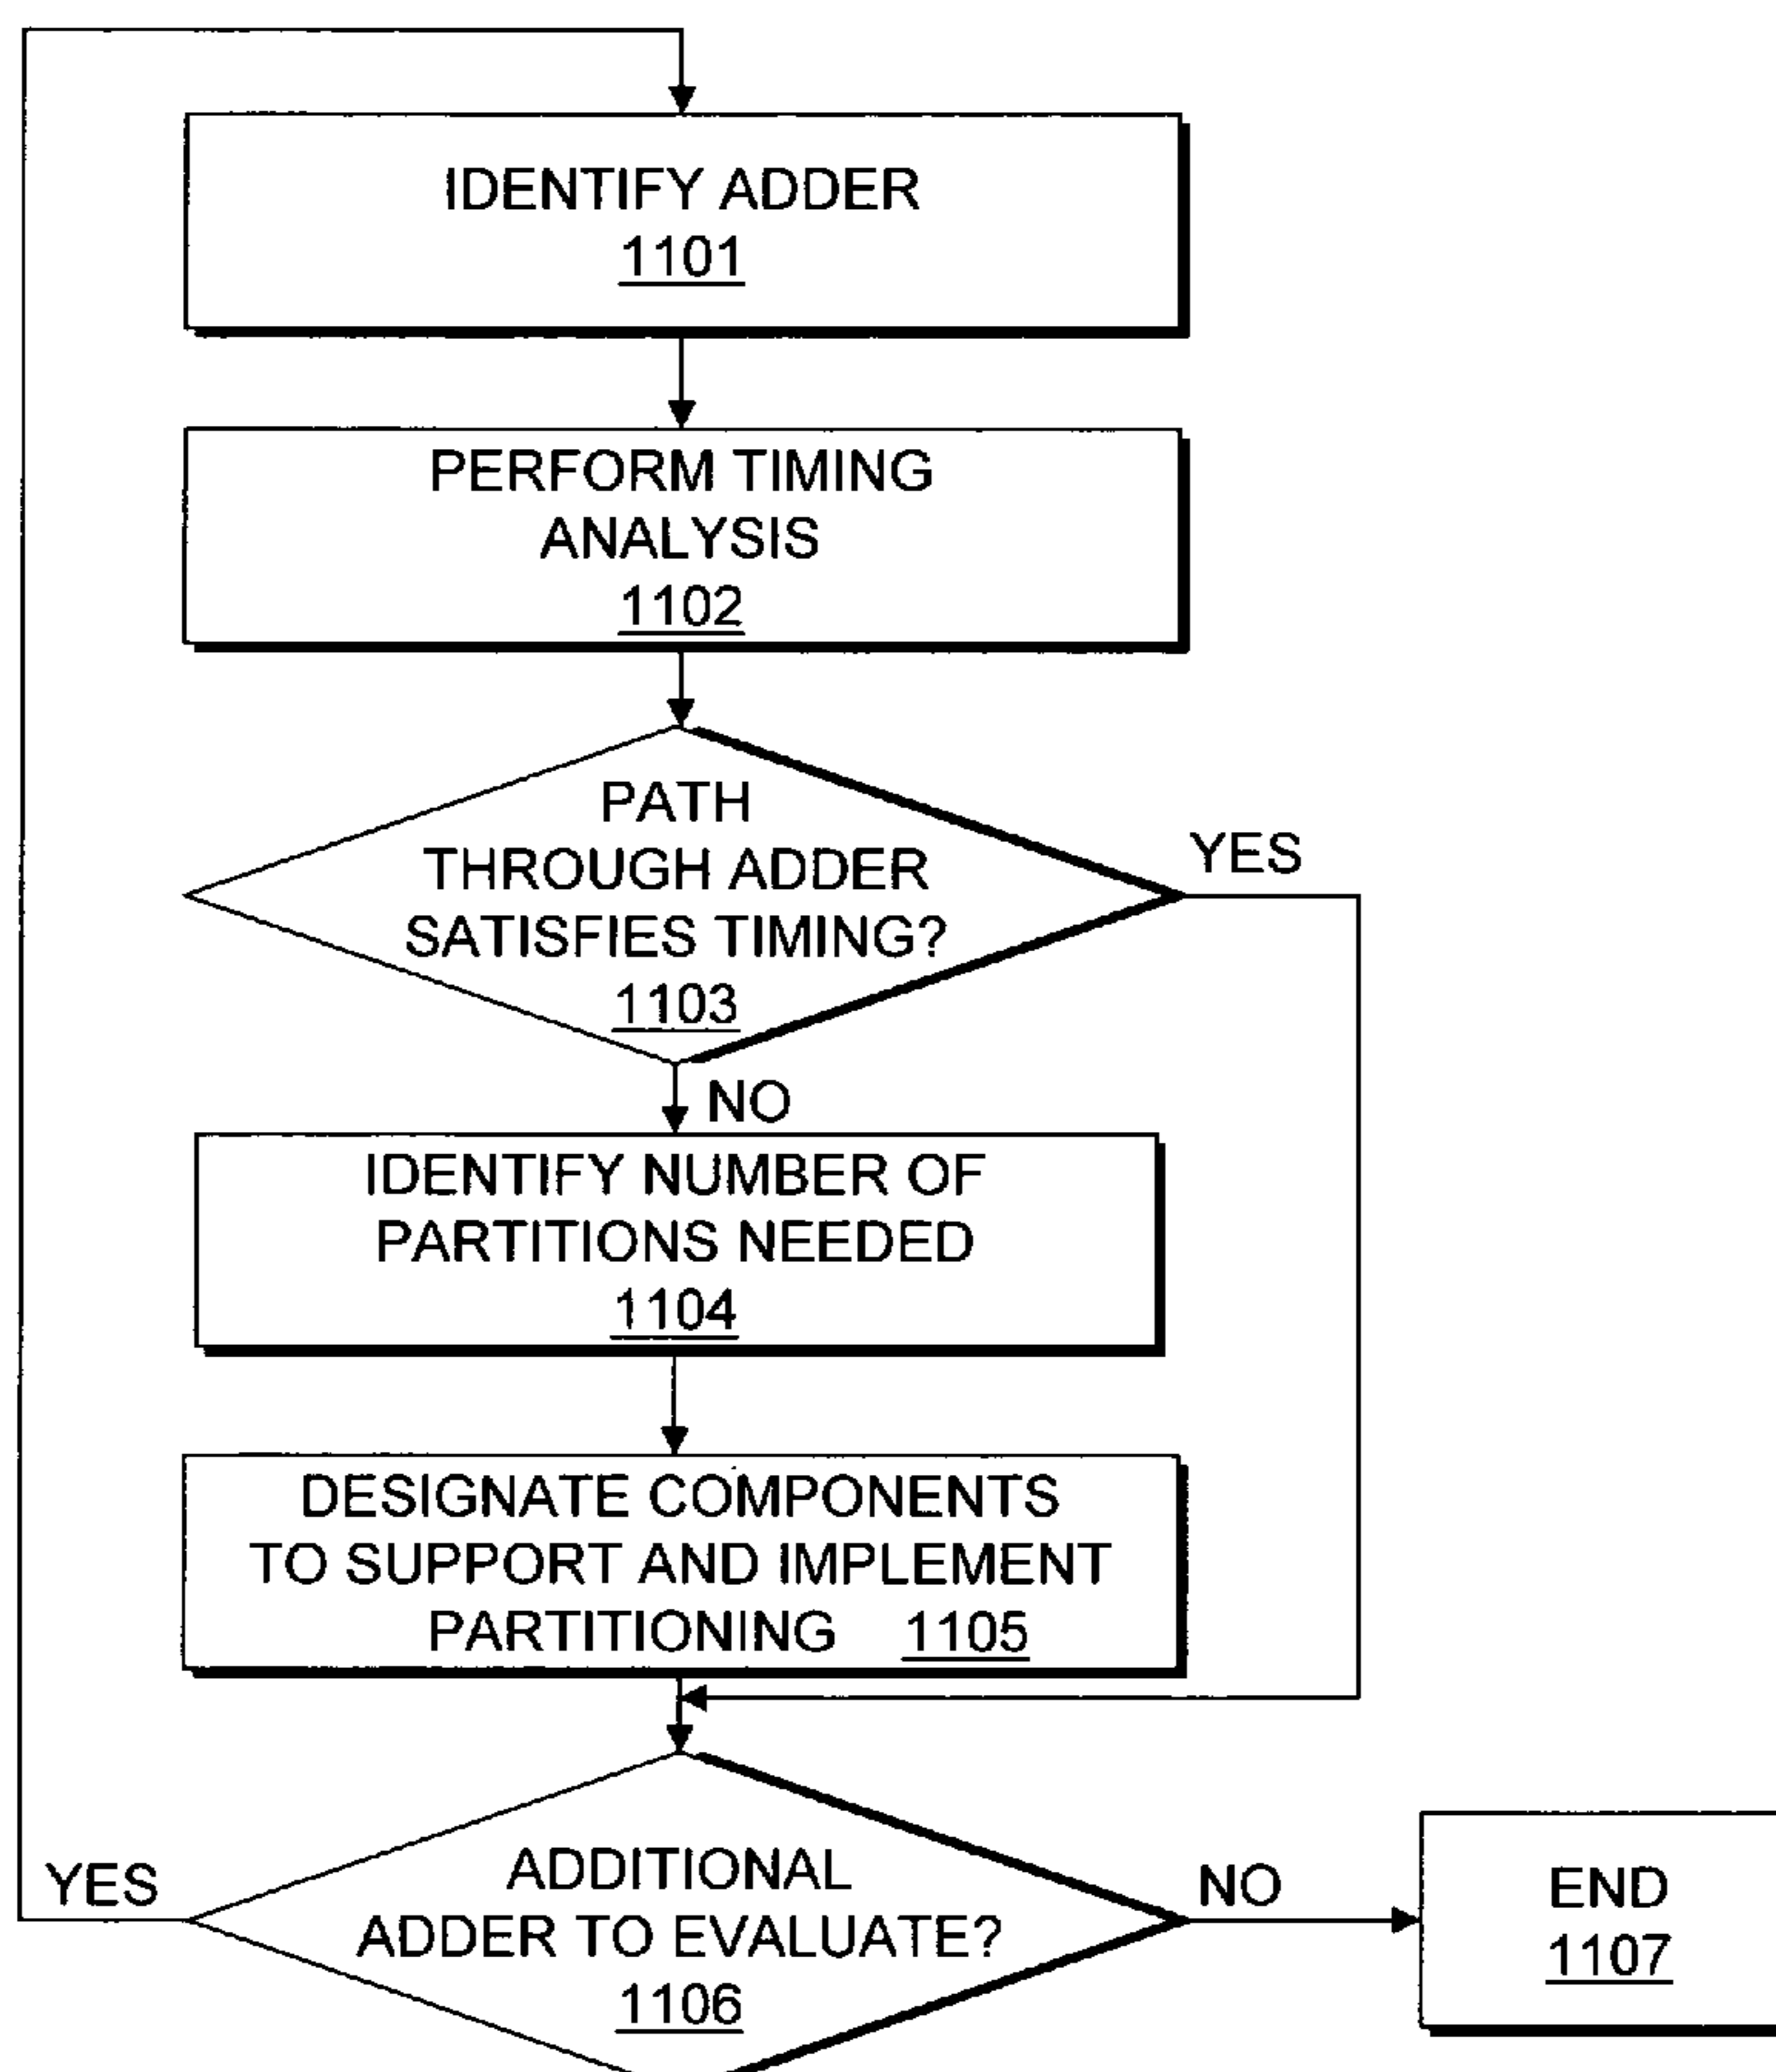 IDENTIFY ADDER
1101
PERFORM TIMING
ANALYSIS
1102
PATH
THROUGH ADDER
SATISFIES TIMING?
1103
YES
NO
IDENTIFY NUMBER OF
PARTITIONS NEEDED
1104
DESIGNATE COMPONENTS
TO SUPPORT AND IMPLEMENT
PARTITIONING 1105
YES
ADDITIONAL
ADDER TO EVALUATE?
1106
NO
END
1107